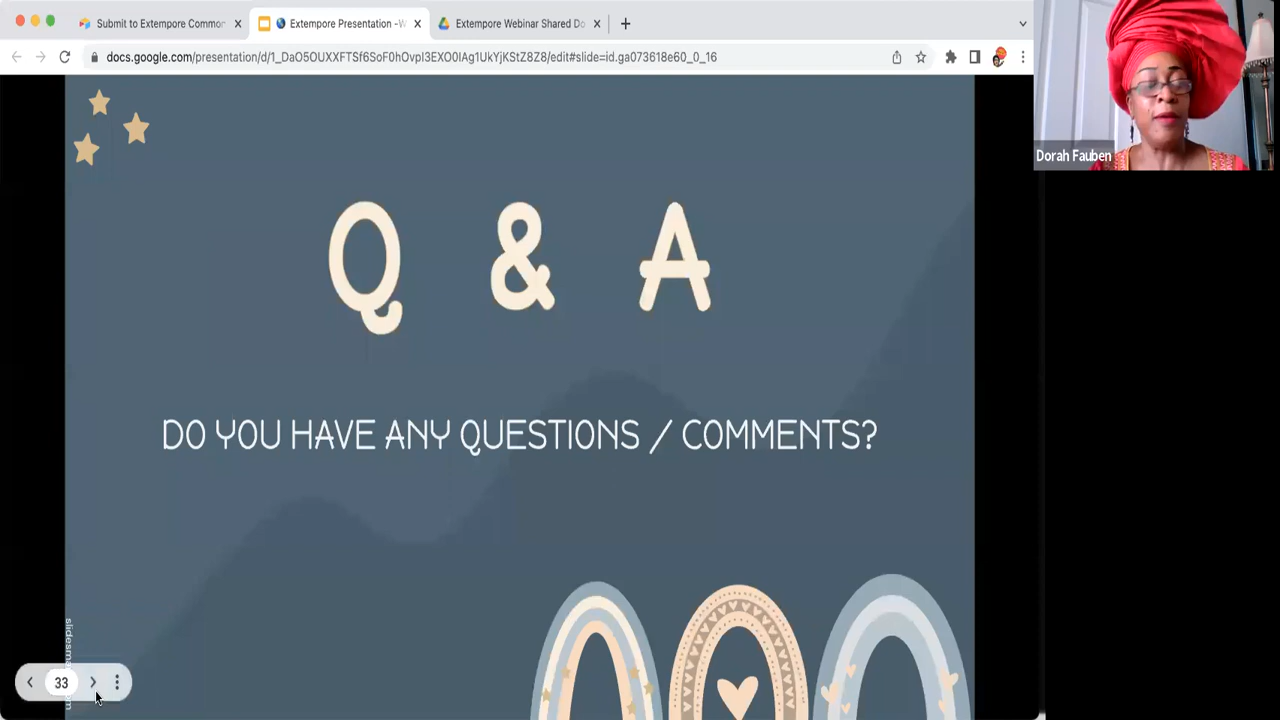 Submit to Extempore Common
Extempore Presentation - W
Extempore Webinar Shared Do
docs.google.com/presentation/d/1_DaO5OUXXFTSf6SoF0hOvpI3EXO0IAg1UkYjKStZ8Z8/edit#slide=id.ga073618e60_0_16
Dorah Fauben
Q & A
DO YOU HAVE ANY QUESTIONS / COMMENTS?
33